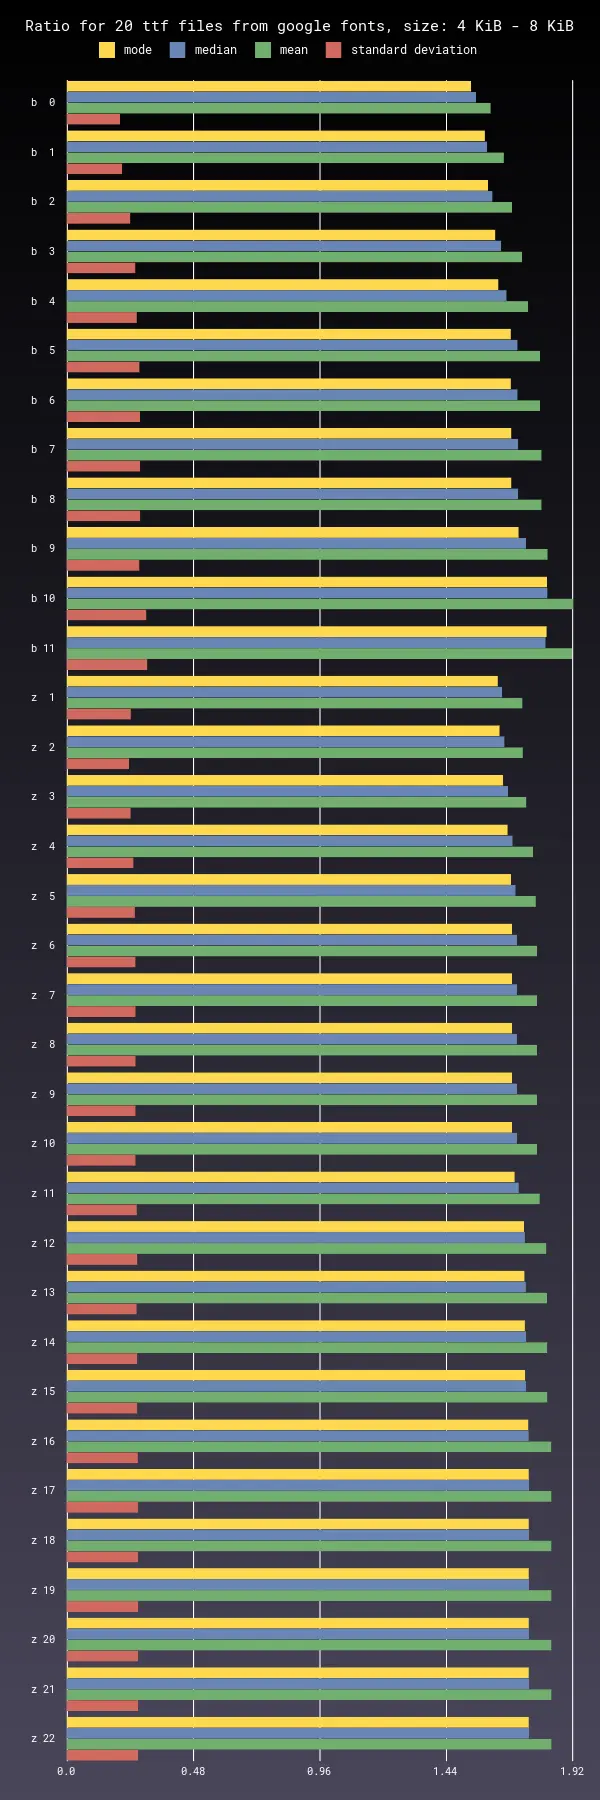 Ratio for 20 ttf files from google fonts, size: 4 KiB - 8 KiB
mode median mean standard deviation
b 0
b 1
b 2
b 3
b 4
b 5
b 6
b 7
b 8
b 9
b 10
b 11
z 1
z 2
z 3
z 4
z 5
z 6
z 7
z 8
z 9
z 10
z 11
z 12
z 13
z 14
z 15
z 16
z 17
z 18
z 19
z 20
z 21
z 22
0.0 0.48 0.96 1.44 1.92